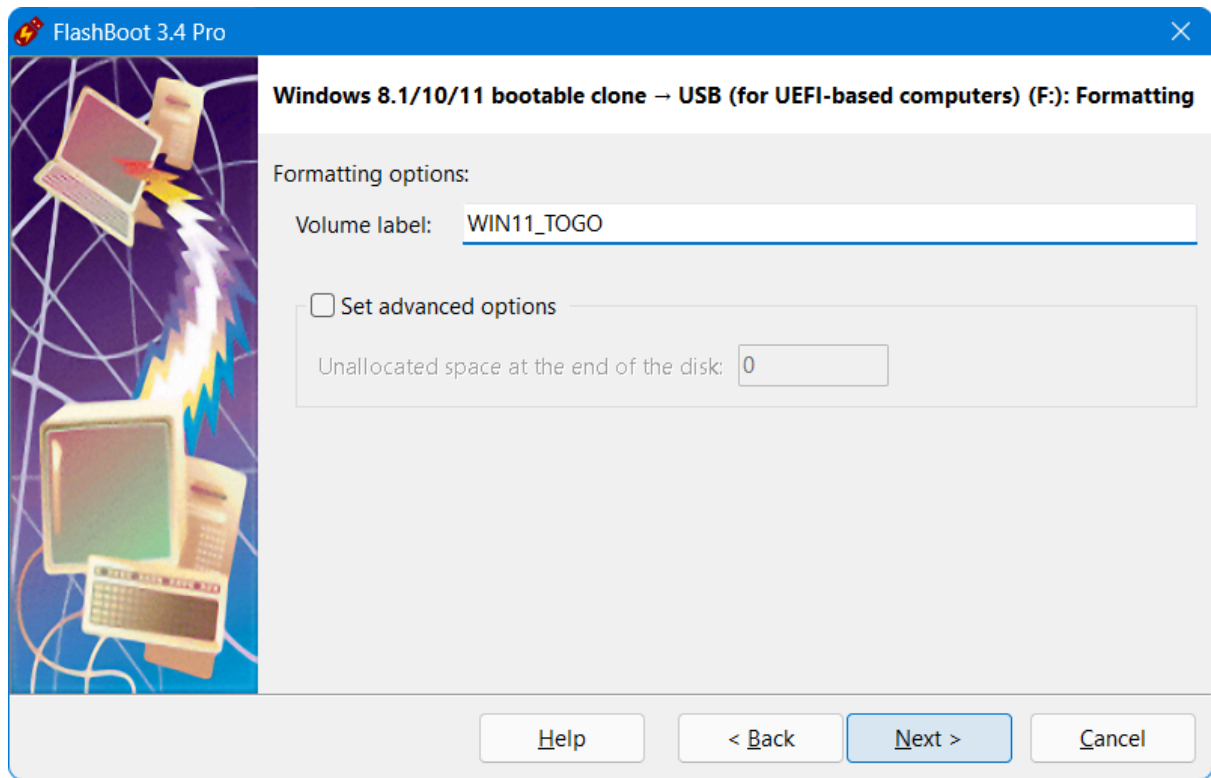 FlashBoot 3.4 Pro
Windows 8.1/10/11 bootable clone → USB (for UEFI-based computers) (F:): Formatting
Formatting options:
Volume label: WIN11_TOGO
Set advanced options
Unallocated space at the end of the disk: 0
Help < Back Next > Cancel